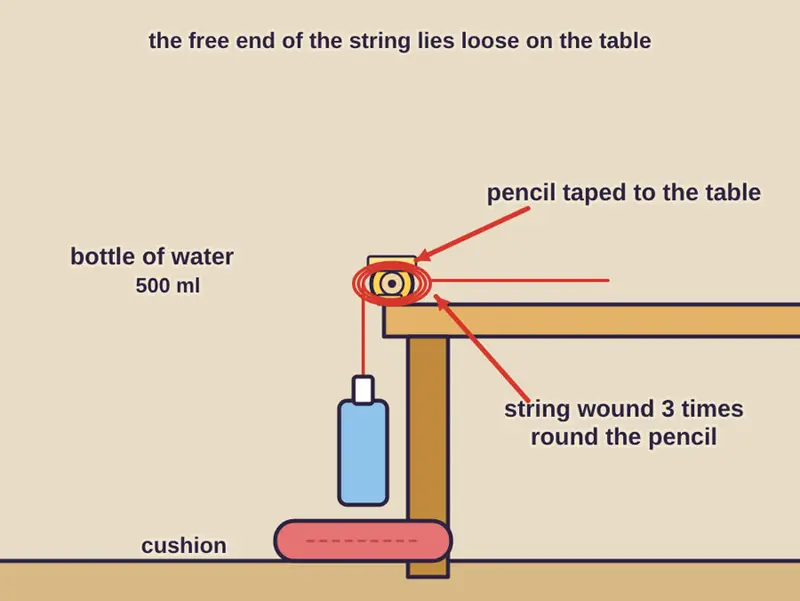 the free end of the string lies loose on the table
pencil taped to the table
bottle of water
500 ml
string wound 3 times
round the pencil
cushion